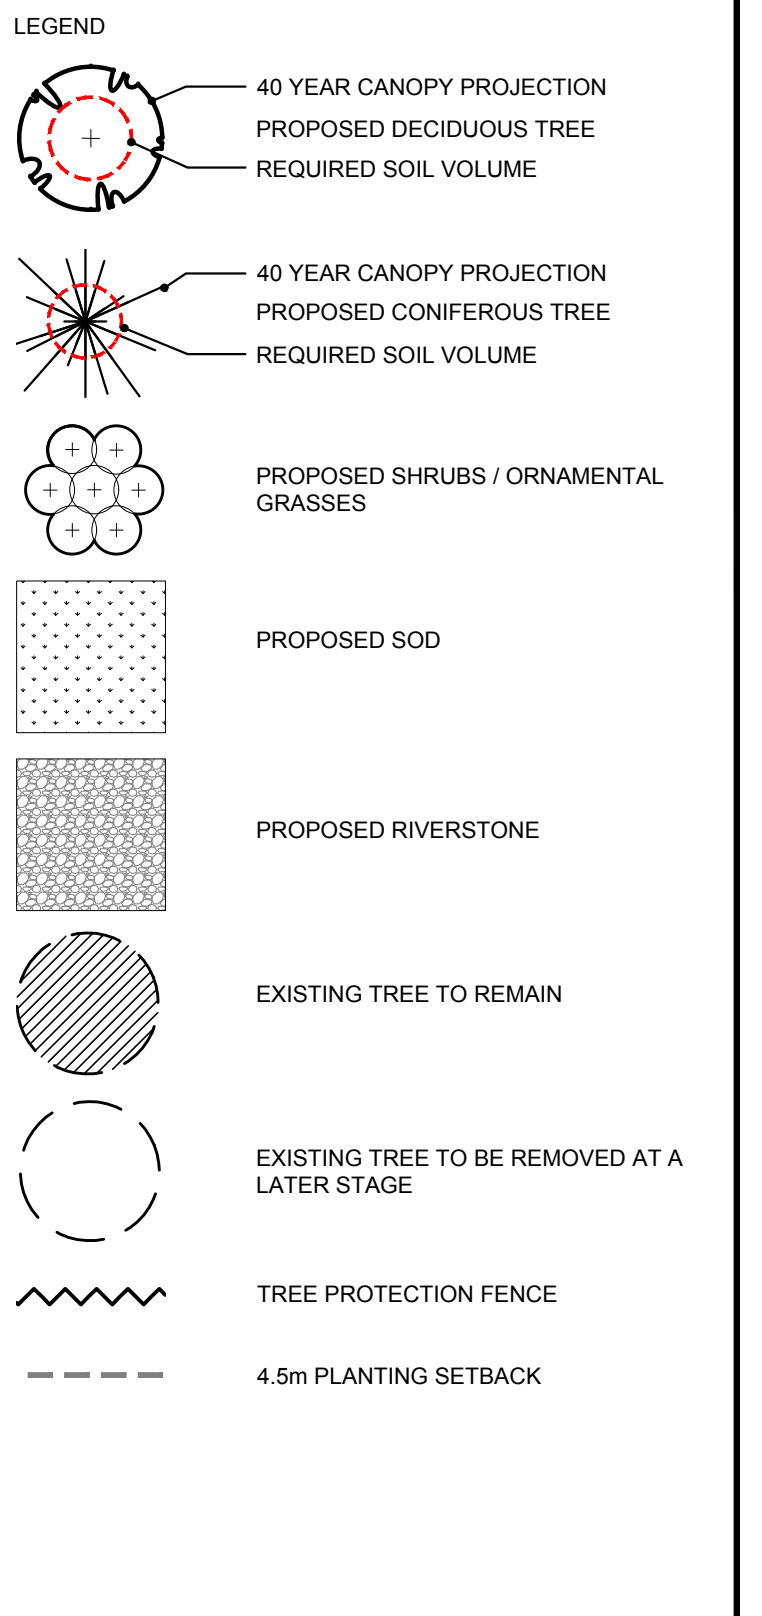 LEGEND
40 YEAR CANOPY PROJECTION
PROPOSED DECIDUOUS TREE
REQUIRED SOIL VOLUME
40 YEAR CANOPY PROJECTION
PROPOSED CONIFEROUS TREE
REQUIRED SOIL VOLUME
PROPOSED SHRUBS / ORNAMENTAL
GRASSES
PROPOSED SOD
PROPOSED RIVERSTONE
EXISTING TREE TO REMAIN
EXISTING TREE TO BE REMOVED AT A
LATER STAGE
TREE PROTECTION FENCE
4.5m PLANTING SETBACK